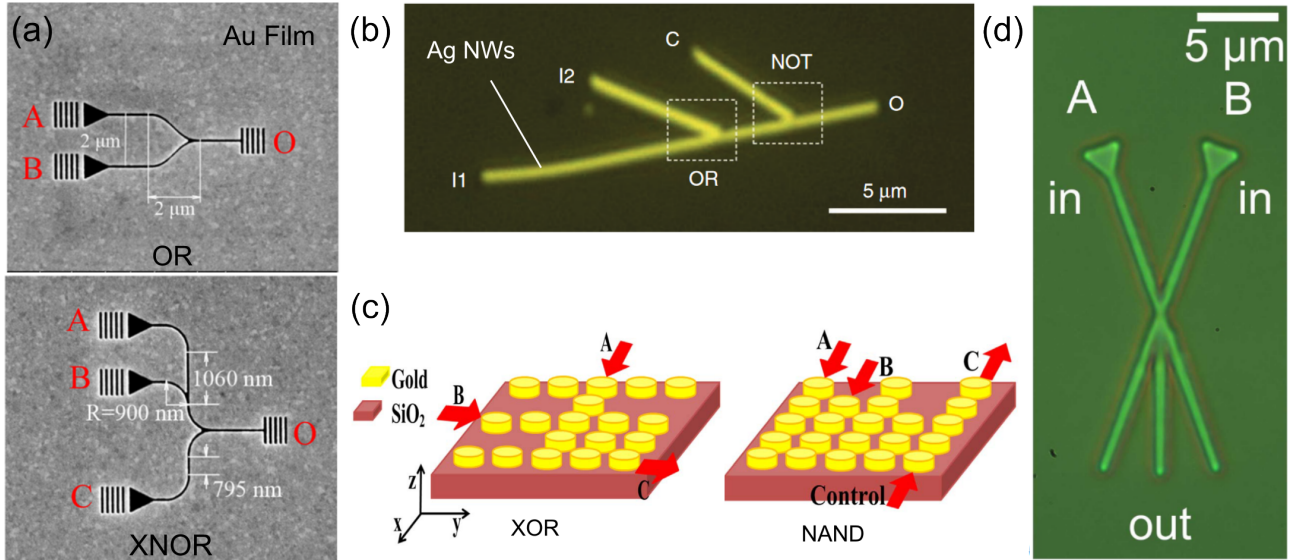 (a)
Au Film
A
B
2 μm
2 μm
O
OR
A
B
1060 nm
R=900 nm
O
C
795 nm
XNOR
(b)
Ag NWs
I2
C
NOT
O
I1
OR
5 μm
(c)
Gold
SiO₂
A
B
C
z
x
y
XOR
A
B
C
Control
NAND
(d)
5 μm
A
B
in
in
out